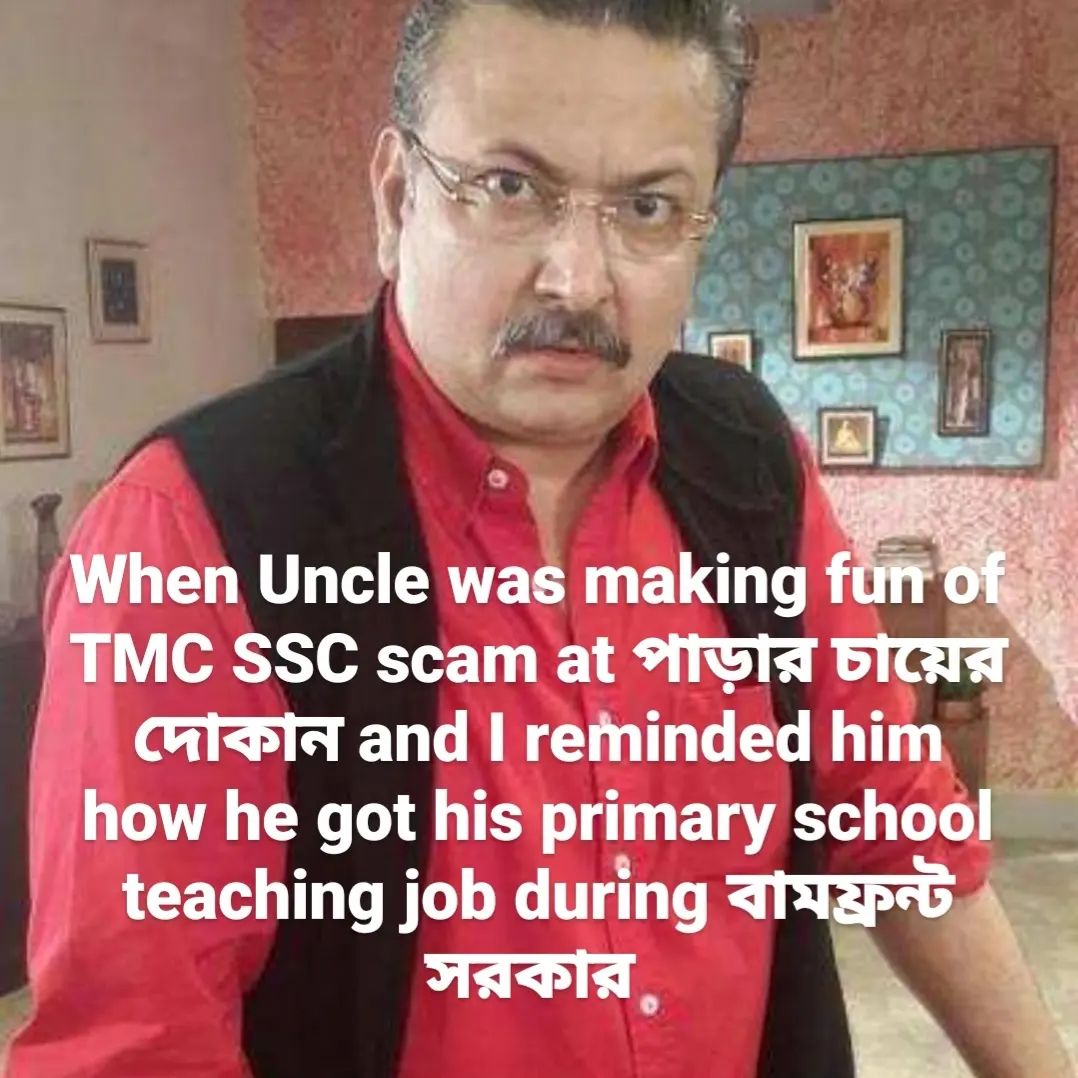 When Uncle was making fun of
TMC SSC scam at পাড়ার চায়ের
দোকান and I reminded him
how he got his primary school
teaching job during বামফ্রন্ট
সরকার